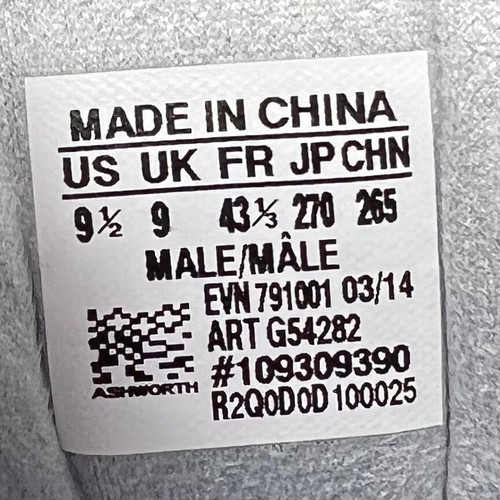 MADE IN CHINA
US UK FR JP CHN
9½ 9 43⅓ 270 265
MALE/MÂLE
EVN 791001 03/14
ART G54282
#109309390
ASHWORTH
R2Q0D0D 100025